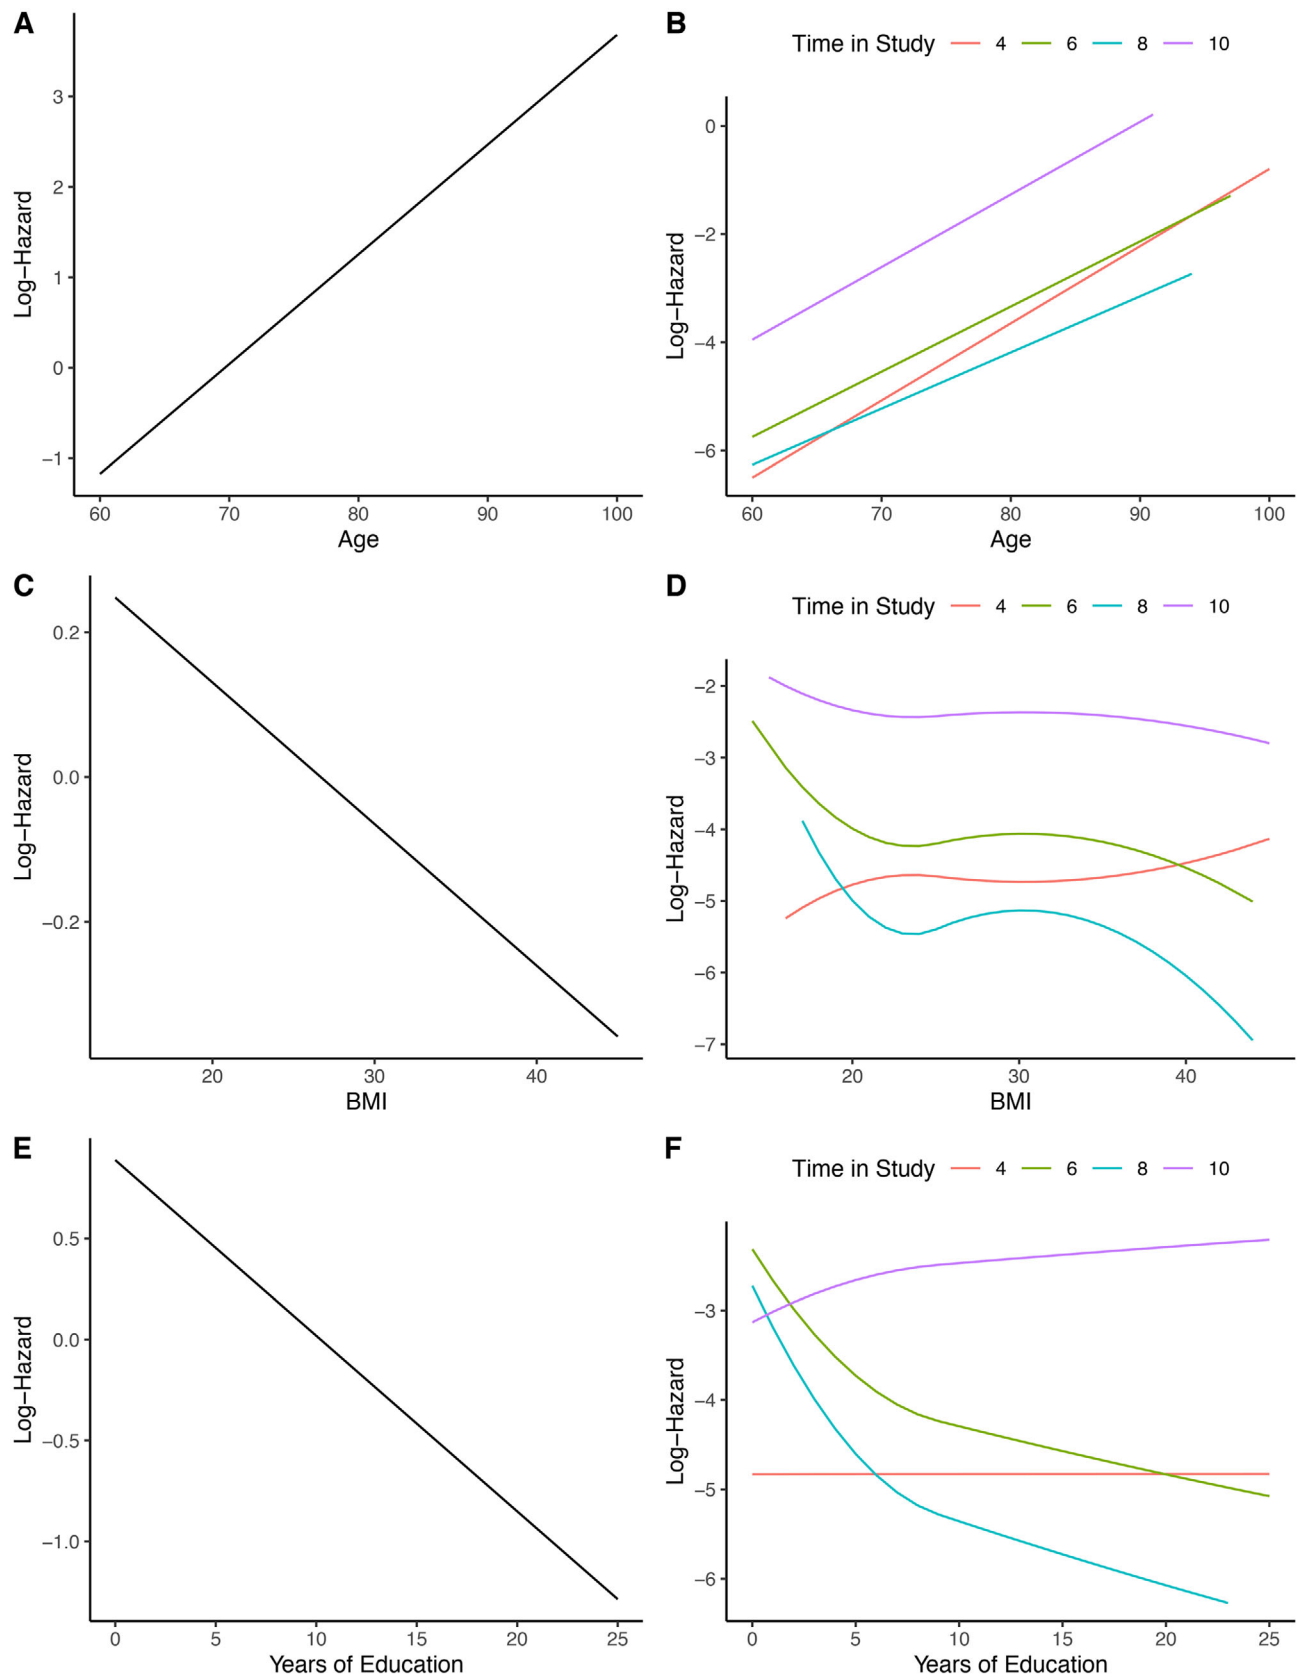 A
Log−Hazard
3
2
1
0
−1
60 70 80 90 100
Age
B
Time in Study 4 6 8 10
Log−Hazard
0
−2
−4
−6
60 70 80 90 100
Age
C
Log−Hazard
0.2
0.0
−0.2
20 30 40
BMI
D
Time in Study 4 6 8 10
Log−Hazard
−2
−3
−4
−5
−6
−7
20 30 40
BMI
E
Log−Hazard
0.5
0.0
−0.5
−1.0
0 5 10 15 20 25
Years of Education
F
Time in Study 4 6 8 10
Log−Hazard
−3
−4
−5
−6
0 5 10 15 20 25
Years of Education